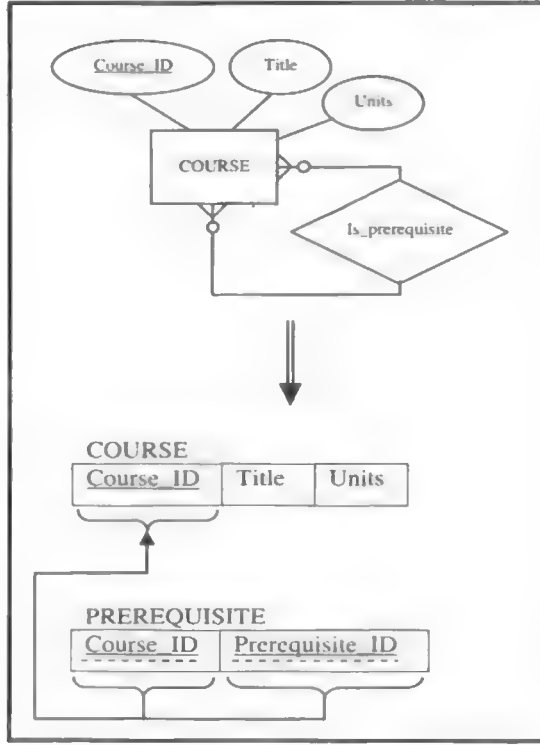 Course_ID
Title
Units
COURSE
Is_prerequisite
COURSE
Course_ID Title Units
PREREQUISITE
Course_ID Prerequisite_ID